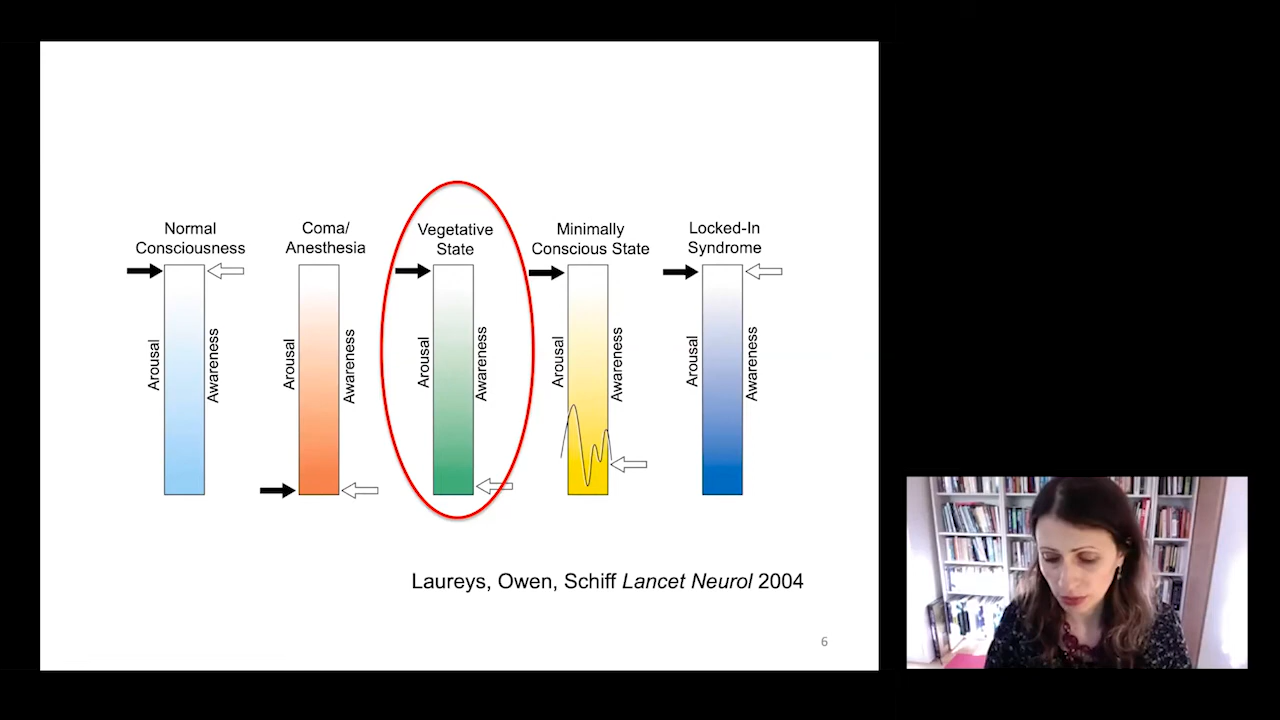 Normal
Consciousness
Coma/
Anesthesia
Vegetative
State
Minimally
Conscious State
Locked-In
Syndrome
Arousal
Awareness
Arousal
Awareness
Arousal
Awareness
Arousal
Awareness
Arousal
Awareness
Laureys, Owen, Schiff Lancet Neurol 2004
6